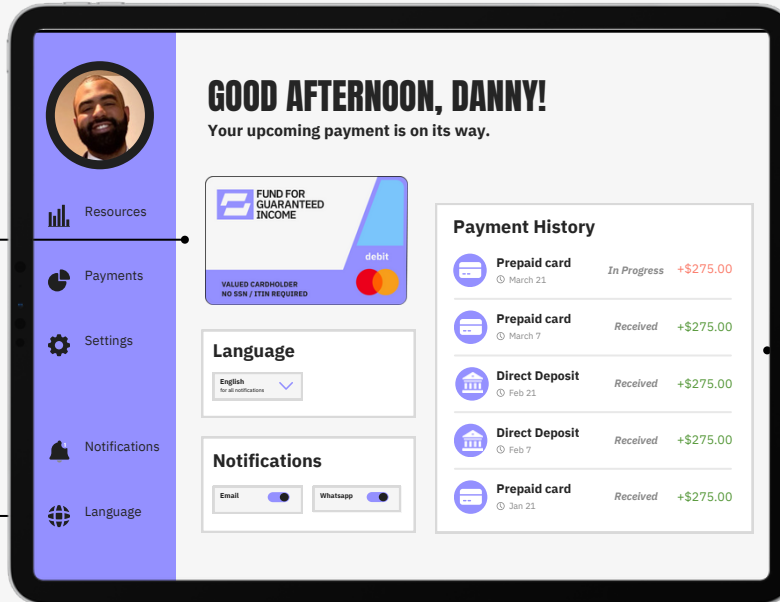 GOOD AFTERNOON, DANNY!
Your upcoming payment is on its way.
Resources
Payments
Settings
Notifications
Language
FUND FOR
GUARANTEED
INCOME
debit
VALUED CARDHOLDER
NO SSN / ITIN REQUIRED
Language
English
for all notifications
Notifications
Email
Whatsapp
Payment History
Prepaid card
In Progress +$275.00
March 21
Prepaid card
Received +$275.00
March 7
Direct Deposit
Received +$275.00
Feb 21
Direct Deposit
Received +$275.00
Feb 7
Prepaid card
Received +$275.00
Jan 21